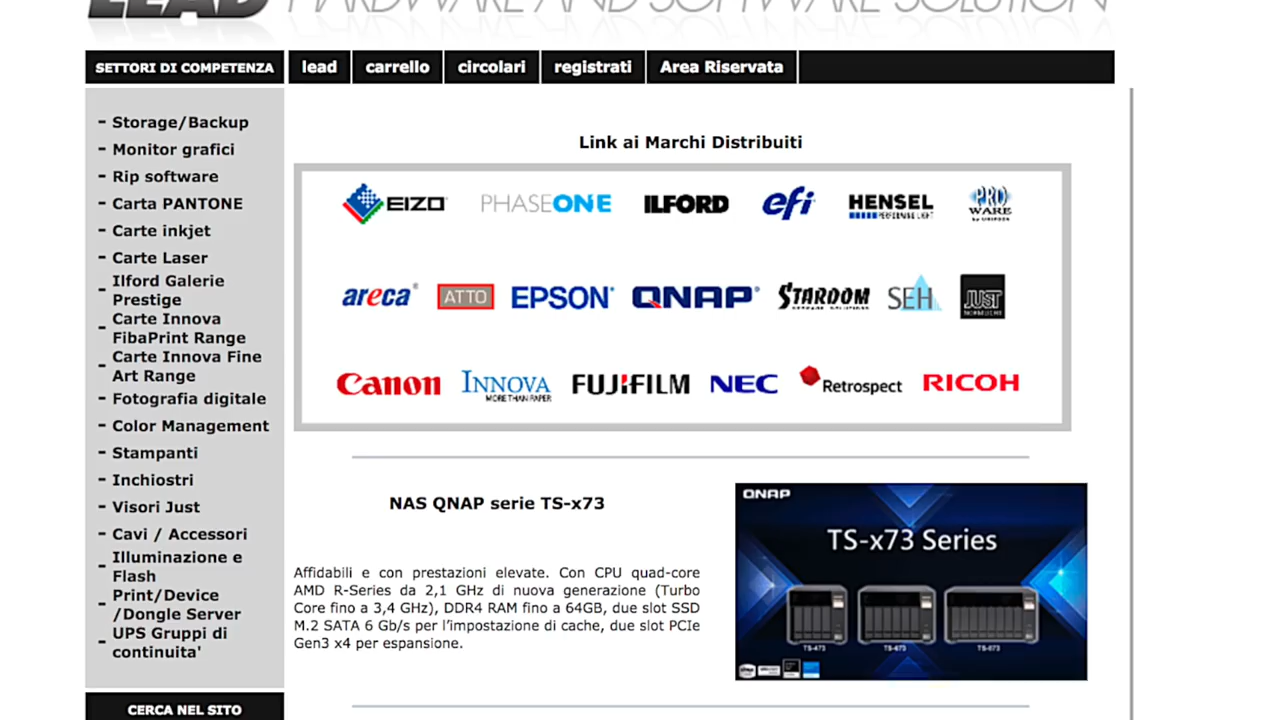 LEAD HARDWARE AND SOFTWARE SOLUTION
SETTORI DI COMPETENZA
lead
carrello
circolari
registrati
Area Riservata
- Storage/Backup
- Monitor grafici
- Rip software
- Carta PANTONE
- Carte inkjet
- Carte Laser
- Ilford Galerie
Prestige
- Carte Innova
FibaPrint Range
- Carte Innova Fine
Art Range
- Fotografia digitale
- Color Management
- Stampanti
- Inchiostri
- Visori Just
- Cavi / Accessori
- Illuminazione e
Flash
- Print/Device
/Dongle Server
- UPS Gruppi di
continuita'
CERCA NEL SITO
Link ai Marchi Distribuiti
EIZO PHASEONE ILFORD efi HENSEL PROWARE
areca ATTO EPSON QNAP STARDOM SEH JUST
Canon INNOVA FUJIFILM NEC Retrospect RICOH
MORE THAN PAPER
NAS QNAP serie TS-x73
Affidabili e con prestazioni elevate. Con CPU quad-core
AMD R-Series da 2,1 GHz di nuova generazione (Turbo
Core fino a 3,4 GHz), DDR4 RAM fino a 64GB, due slot SSD
M.2 SATA 6 Gb/s per l’impostazione di cache, due slot PCIe
Gen3 x4 per espansione.
QNAP
TS-x73 Series
TS-473 TS-673 TS-873